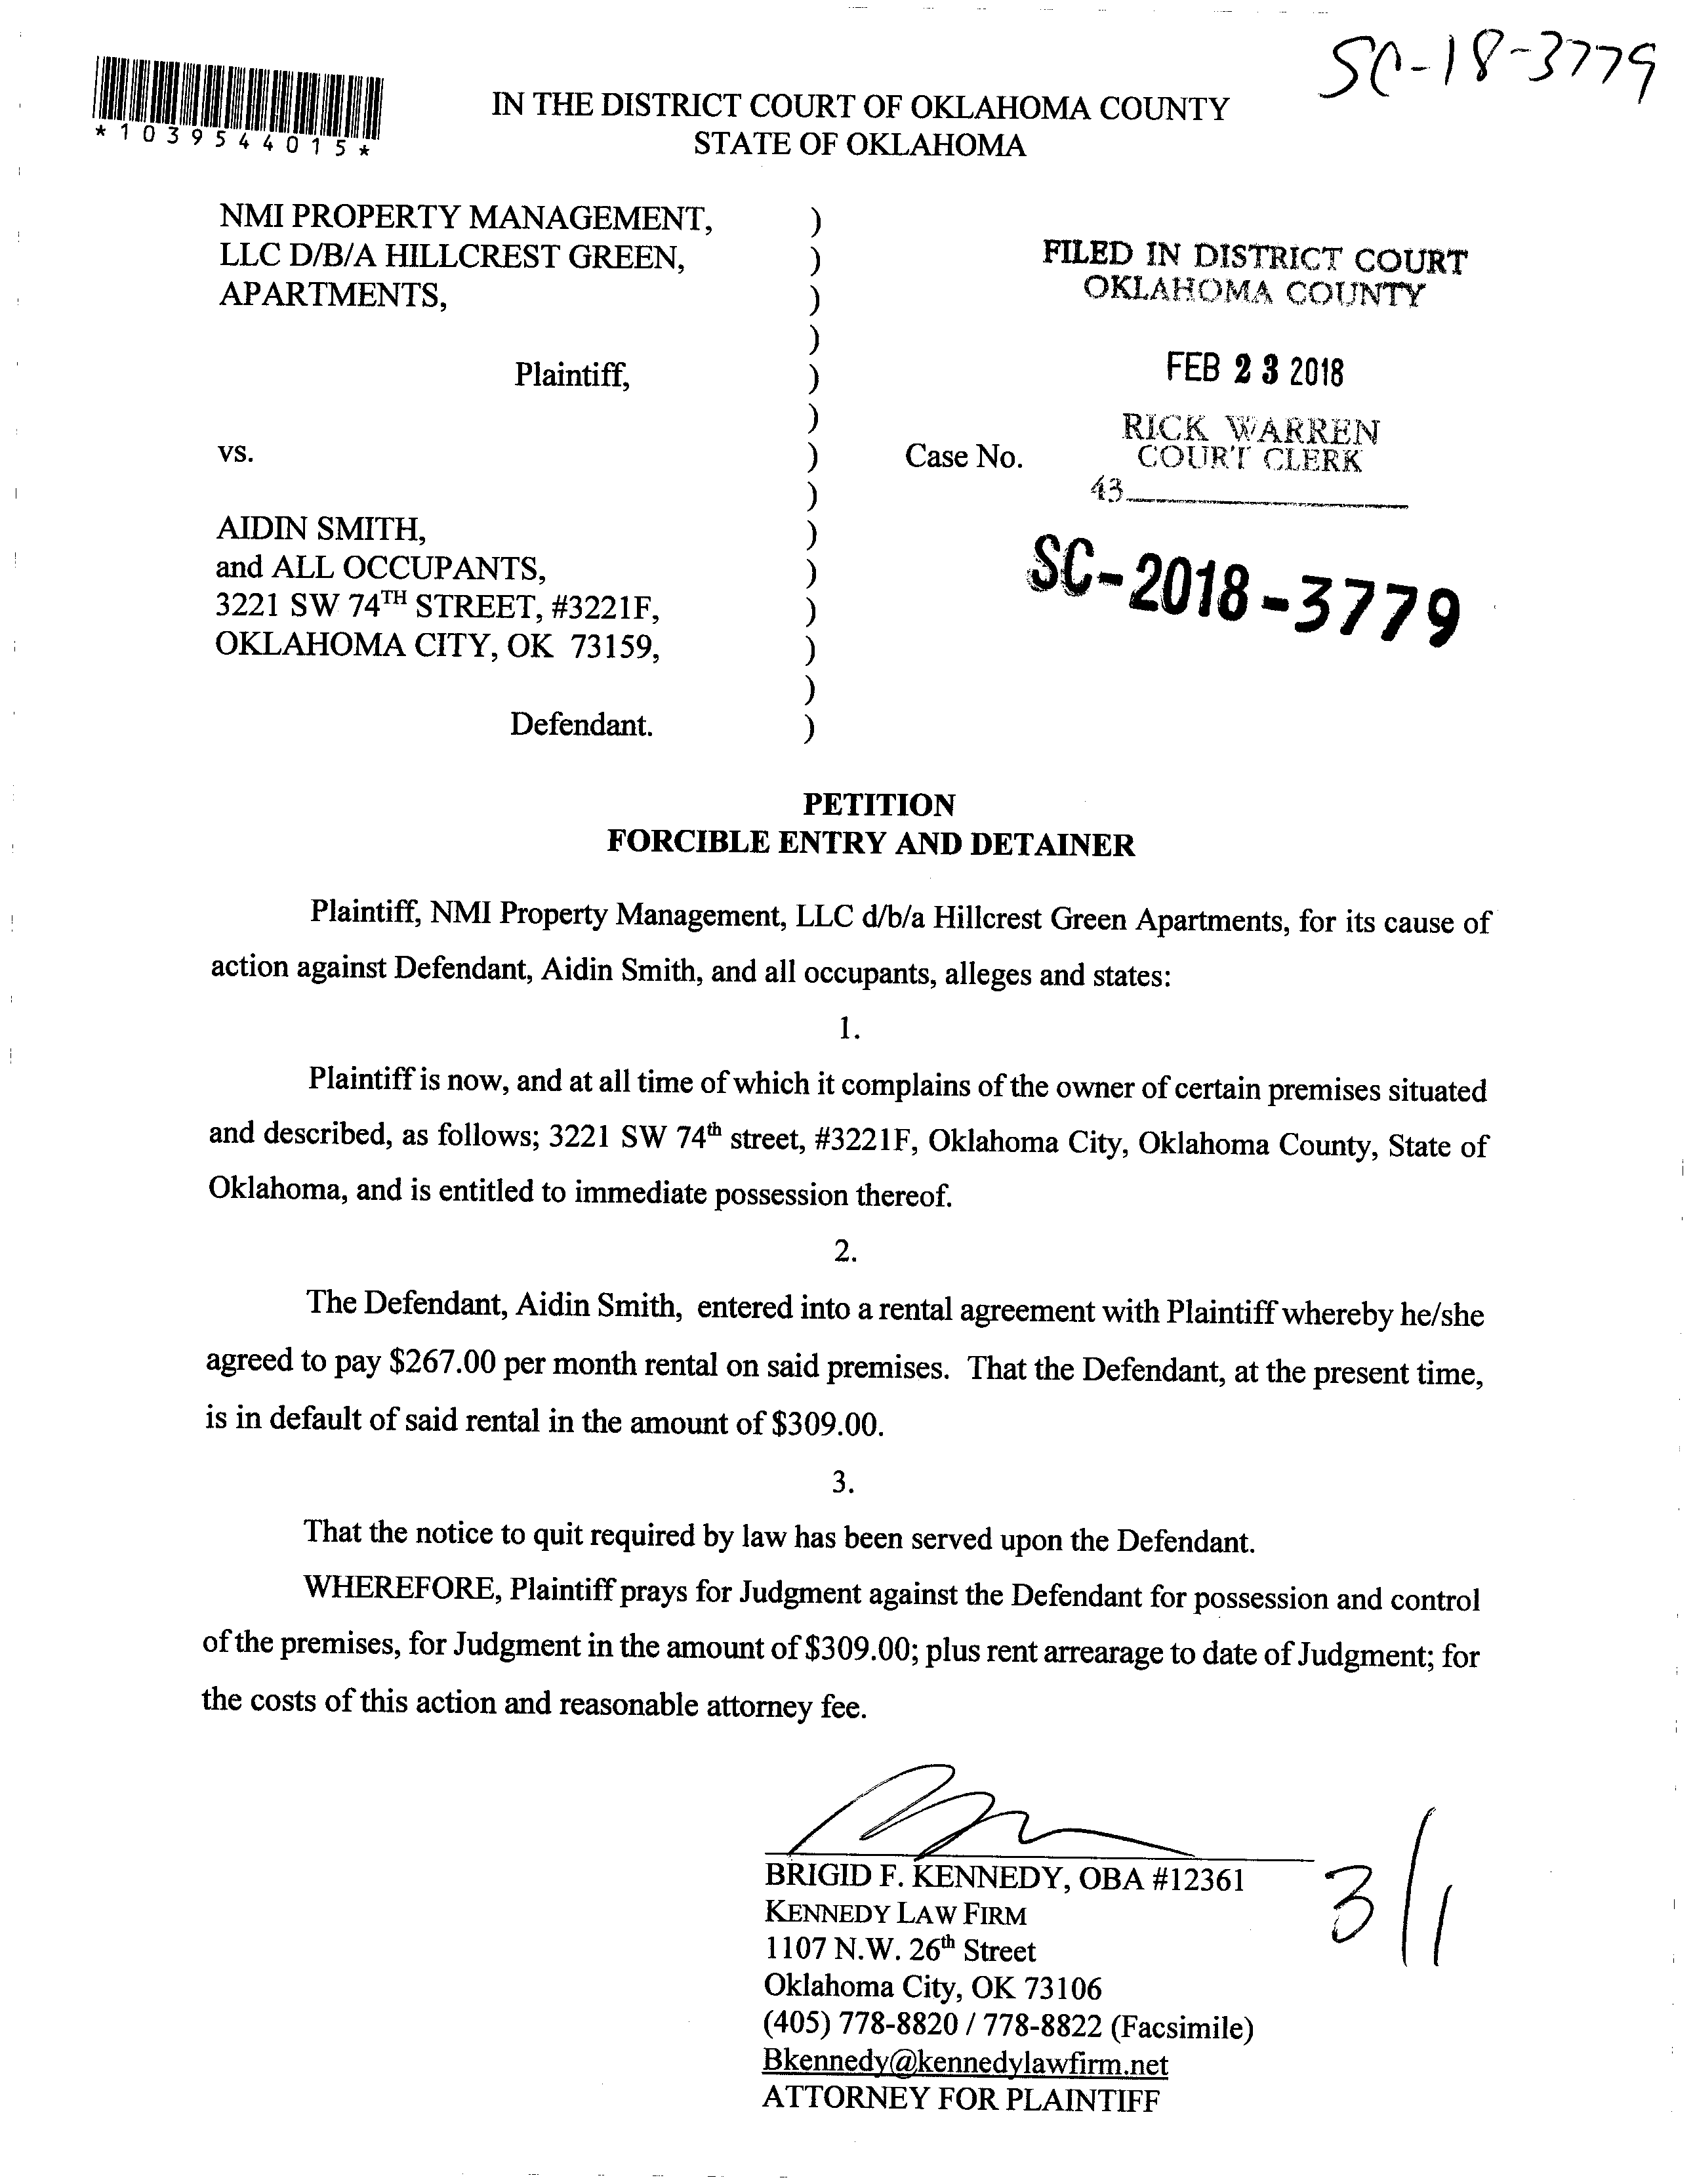 SC-18-3779
*1039544015*
IN THE DISTRICT COURT OF OKLAHOMA COUNTY
STATE OF OKLAHOMA
NMI PROPERTY MANAGEMENT, )
LLC D/B/A HILLCREST GREEN, )
APARTMENTS, )
)
Plaintiff, )
)
vs. )
)
AIDIN SMITH, )
and ALL OCCUPANTS, )
3221 SW 74TH STREET, #3221F, )
OKLAHOMA CITY, OK 73159, )
)
Defendant. )
FILED IN DISTRICT COURT
OKLAHOMA COUNTY
FEB 23 2018
RICK WARREN
COURT CLERK
Case No.
43
SC-2018-3779
PETITION
FORCIBLE ENTRY AND DETAINER
Plaintiff, NMI Property Management, LLC d/b/a Hillcrest Green Apartments, for its cause of
action against Defendant, Aidin Smith, and all occupants, alleges and states:
1.
Plaintiff is now, and at all time of which it complains of the owner of certain premises situated
and described, as follows; 3221 SW 74th street, #3221F, Oklahoma City, Oklahoma County, State of
Oklahoma, and is entitled to immediate possession thereof.
2.
The Defendant, Aidin Smith, entered into a rental agreement with Plaintiff whereby he/she
agreed to pay $267.00 per month rental on said premises. That the Defendant, at the present time,
is in default of said rental in the amount of $309.00.
3.
That the notice to quit required by law has been served upon the Defendant.
WHEREFORE, Plaintiff prays for Judgment against the Defendant for possession and control
of the premises, for Judgment in the amount of $309.00; plus rent arrearage to date of Judgment; for
the costs of this action and reasonable attorney fee.
BRIGID F. KENNEDY, OBA #12361
KENNEDY LAW FIRM
1107 N.W. 26th Street
Oklahoma City, OK 73106
(405) 778-8820 / 778-8822 (Facsimile)
Bkennedy@kennedylawfirm.net
ATTORNEY FOR PLAINTIFF
3/1